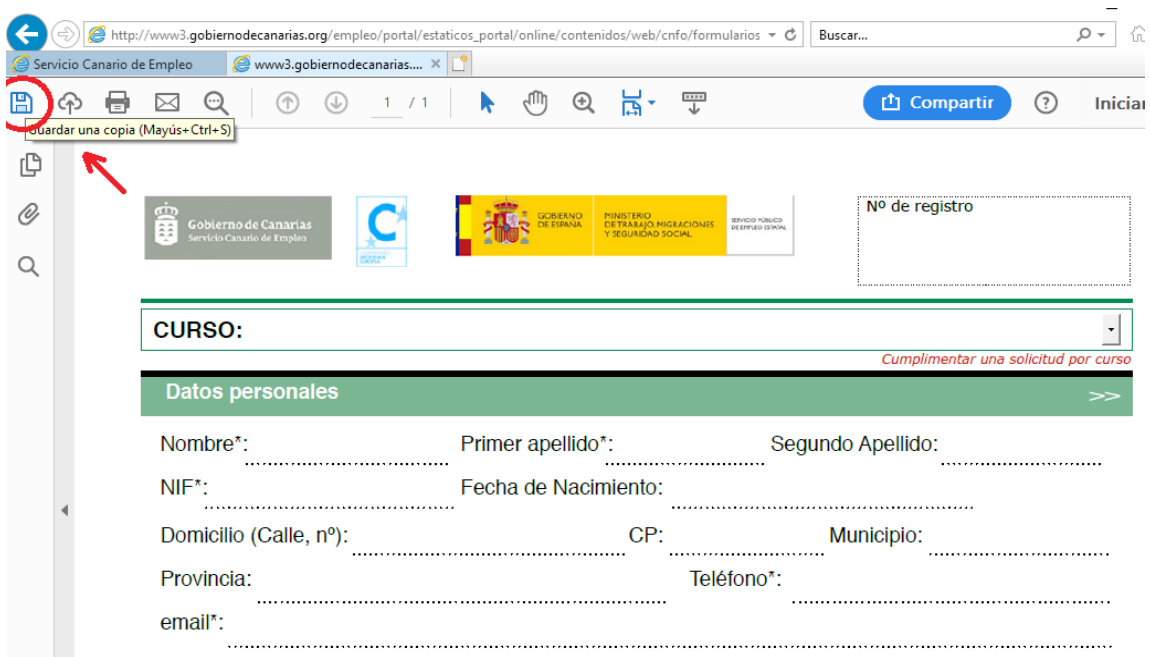 http://www3.gobiernodecanarias.org/empleo/portal/estaticos_portal/online/contenidos/web/cnfo/formularios
Buscar...
Servicio Canario de Empleo
www3.gobiernodecanarias....
1 / 1
Compartir
Iniciar
Guardar una copia (Mayús+Ctrl+S)
Gobierno de Canarias
Servicio Canario de Empleo
GOBIERNO
DE ESPAÑA
MINISTERIO
DE TRABAJO, MIGRACIONES
Y SEGURIDAD SOCIAL
SERVICIO PÚBLICO
DE EMPLEO ESTATAL
Nº de registro
CURSO:
Cumplimentar una solicitud por curso
Datos personales >>
Nombre*: Primer apellido*: Segundo Apellido:
NIF*: Fecha de Nacimiento:
Domicilio (Calle, nº): CP: Municipio:
Provincia: Teléfono*:
email*: